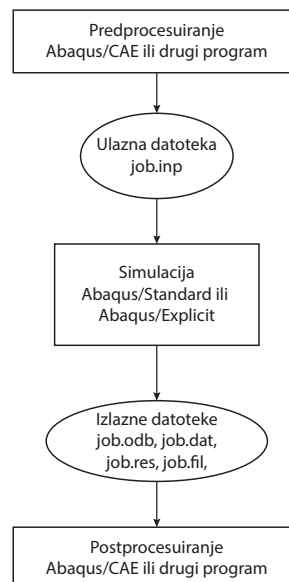 Predprocesuiranje
Abaqus/CAE ili drugi program
Ulazna datoteka
job.inp
Simulacija
Abaqus/Standard ili
Abaqus/Explicit
Izlazne datoteke
job.odb, job.dat,
job.res, job.fil,
Postprocesuiranje
Abaqus/CAE ili drugi program